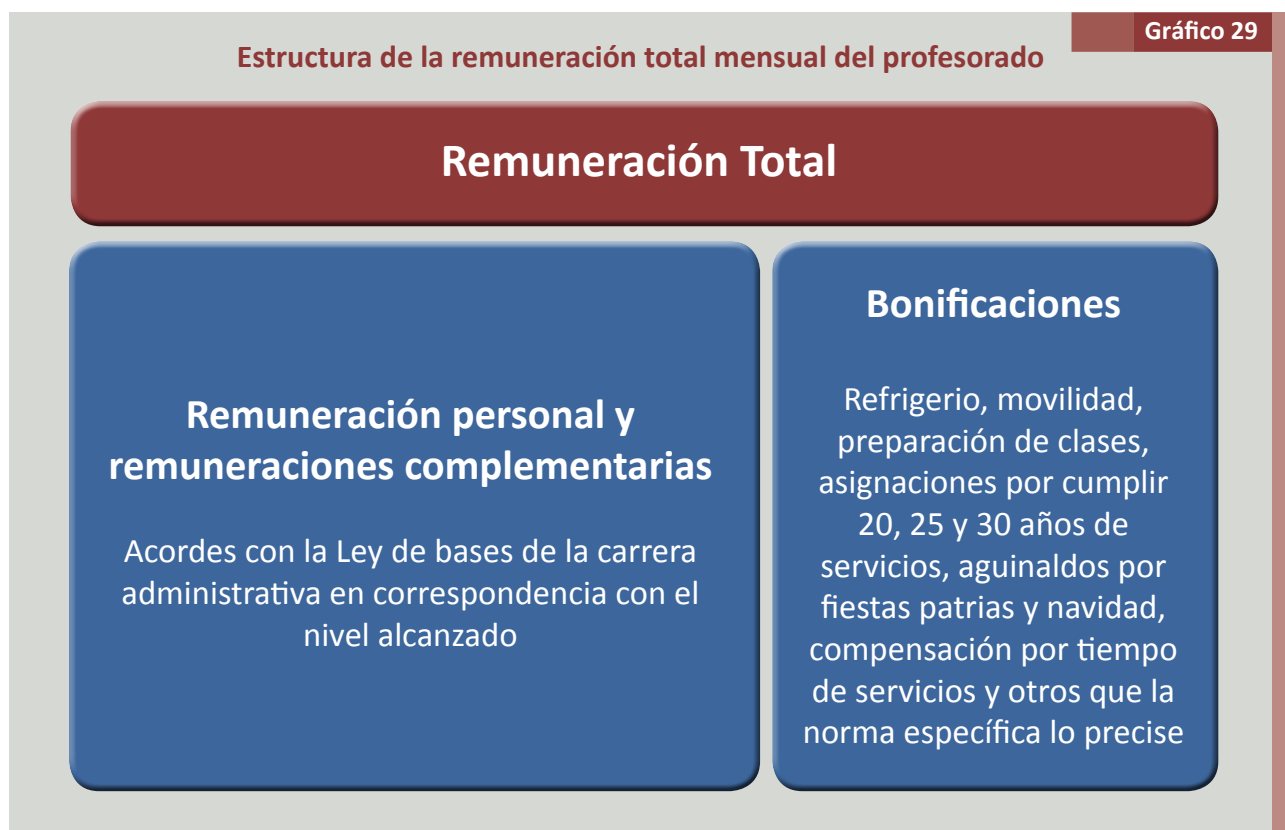 Gráfico 29
Estructura de la remuneración total mensual del profesorado
Remuneración Total
Remuneración personal y
remuneraciones complementarias
Acordes con la Ley de bases de la carrera
administrativa en correspondencia con el
nivel alcanzado
Bonificaciones
Refrigerio, movilidad,
preparación de clases,
asignaciones por cumplir
20, 25 y 30 años de
servicios, aguinaldos por
fiestas patrias y navidad,
compensación por tiempo
de servicios y otros que la
norma específica lo precise